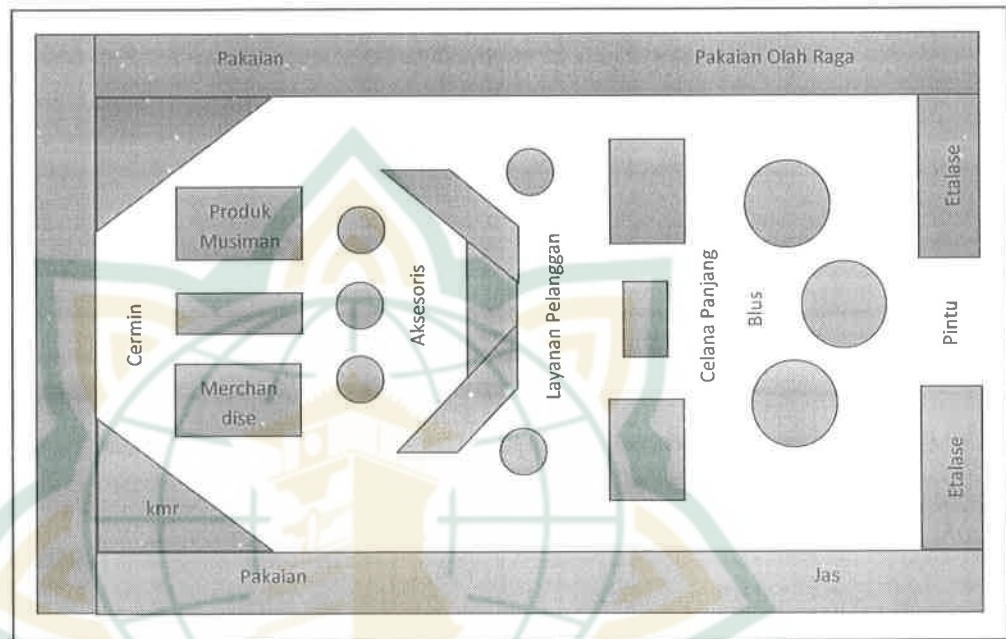 Pakaian
Pakaian Olah Raga
Produk
Musiman
Etalase
Cermin
Aksesoris
Layanan Pelanggan
Celana Panjang
Blus
Pintu
Merchan
dise
kmr
Etalase
Pakaian
Jas